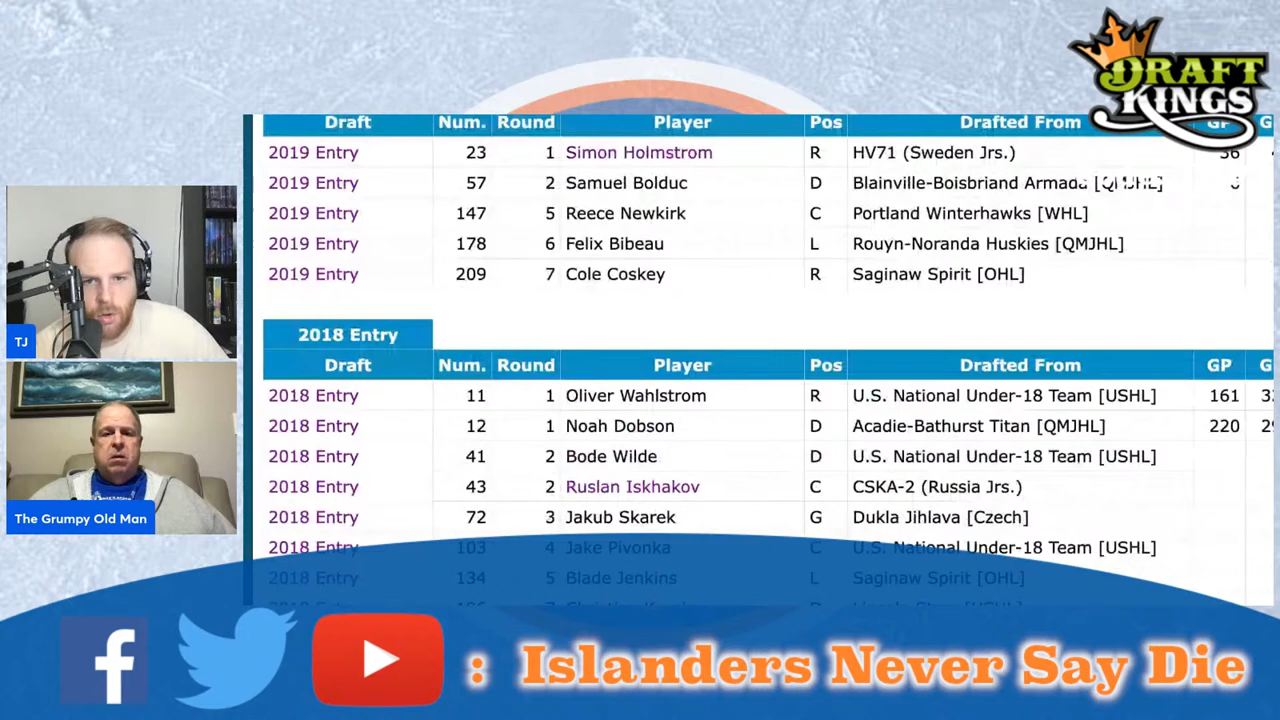 DRAFT
KINGS
Draft Num. Round Player Pos Drafted From GP G
2019 Entry 23 1 Simon Holmstrom R HV71 (Sweden Jrs.) 36
2019 Entry 57 2 Samuel Bolduc D Blainville-Boisbriand Armada [QMJHL]
2019 Entry 147 5 Reece Newkirk C Portland Winterhawks [WHL]
2019 Entry 178 6 Felix Bibeau L Rouyn-Noranda Huskies [QMJHL]
2019 Entry 209 7 Cole Coskey R Saginaw Spirit [OHL]
2018 Entry
Draft Num. Round Player Pos Drafted From GP G
2018 Entry 11 1 Oliver Wahlstrom R U.S. National Under-18 Team [USHL] 161
2018 Entry 12 1 Noah Dobson D Acadie-Bathurst Titan [QMJHL] 220
2018 Entry 41 2 Bode Wilde D U.S. National Under-18 Team [USHL]
2018 Entry 43 2 Ruslan Iskhakov C CSKA-2 (Russia Jrs.)
2018 Entry 72 3 Jakub Skarek G Dukla Jihlava [Czech]
2018 Entry 103 4 Jake Pivonka C U.S. National Under-18 Team [USHL]
2018 Entry 134 5 Blade Jenkins L Saginaw Spirit [OHL]
TJ
The Grumpy Old Man
: Islanders Never Say Die